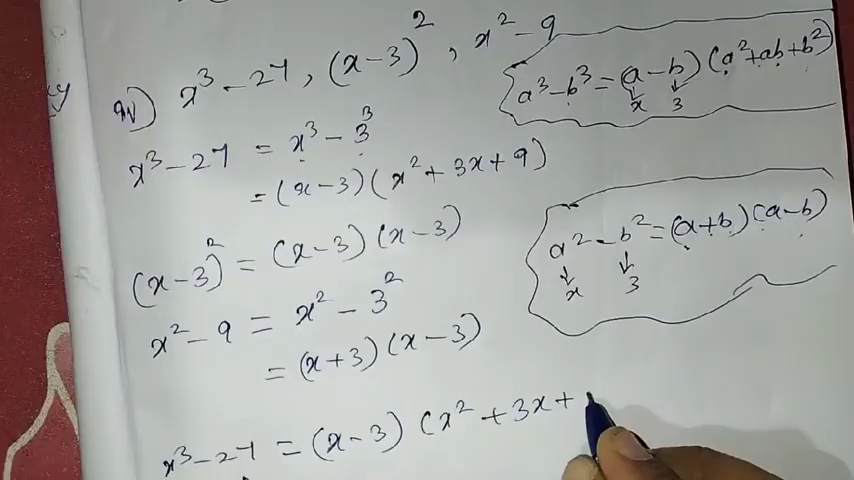 iv) x³ - 27, (x-3)², x² - 9
x³ - 27 = x³ - 3³
= (x-3)(x² + 3x + 9)
(x-3)² = (x-3)(x-3)
x² - 9 = x² - 3²
= (x+3)(x-3)
x³ - 27 = (x-3)(x² + 3x +
a³ - b³ = (a-b)(a² + ab + b²)
↓ ↓
x 3
a² - b² = (a+b)(a-b)
↓ ↓
x 3